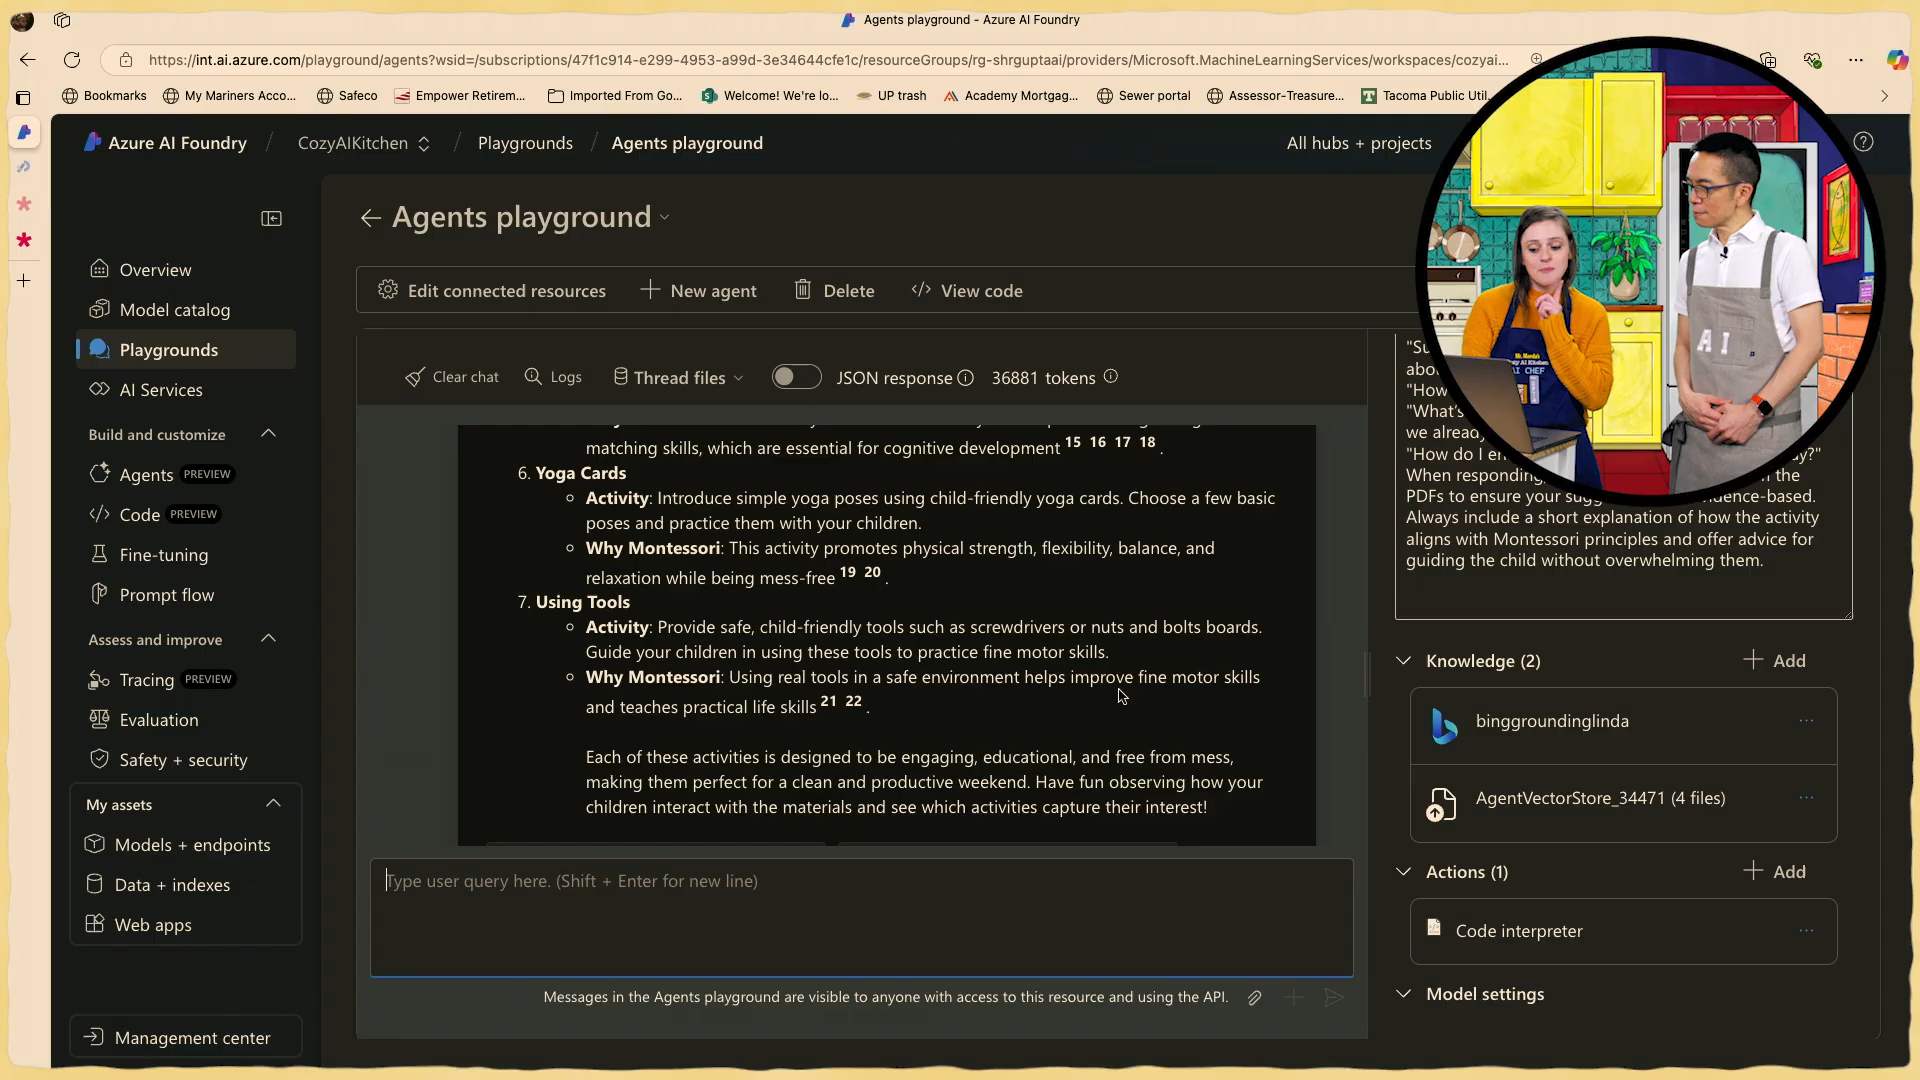 Agents playground - Azure AI Foundry
https://int.ai.azure.com/playground/agents?wsid=/subscriptions/47f1c914-e299-4953-a99d-3e34644cfe1c/resourceGroups/rg-shrguptaai/providers/Microsoft.MachineLearningServices/workspaces/cozyai...
Bookmarks My Mariners Acco... Safeco Empower Retirem... Imported From Go... Welcome! We're lo... UP trash Academy Mortgag... Sewer portal Assessor-Treasure... Tacoma Public Util...
Azure AI Foundry / CozyAIKitchen / Playgrounds / Agents playground All hubs + projects
Agents playground
Edit connected resources New agent Delete View code
Overview
Model catalog
Playgrounds
AI Services
Build and customize
Agents PREVIEW
Code PREVIEW
Fine-tuning
Prompt flow
Assess and improve
Tracing PREVIEW
Evaluation
Safety + security
My assets
Models + endpoints
Data + indexes
Web apps
Management center
Clear chat Logs Thread files JSON response 36881 tokens
matching skills, which are essential for cognitive development 15 16 17 18 .
6. Yoga Cards
Activity: Introduce simple yoga poses using child-friendly yoga cards. Choose a few basic
poses and practice them with your children.
Why Montessori: This activity promotes physical strength, flexibility, balance, and
relaxation while being mess-free 19 20 .
7. Using Tools
Activity: Provide safe, child-friendly tools such as screwdrivers or nuts and bolts boards.
Guide your children in using these tools to practice fine motor skills.
Why Montessori: Using real tools in a safe environment helps improve fine motor skills
and teaches practical life skills 21 22 .
Each of these activities is designed to be engaging, educational, and free from mess,
making them perfect for a clean and productive weekend. Have fun observing how your
children interact with the materials and see which activities capture their interest!
Type user query here. (Shift + Enter for new line)
Messages in the Agents playground are visible to anyone with access to this resource and using the API.
"How
"What's
we already
"How do I
When responding, the
PDFs to ensure your
Always include a short explanation of how the activity
aligns with Montessori principles and offer advice for
guiding the child without overwhelming them.
Knowledge (2) Add
binggroundinglinda
AgentVectorStore_34471 (4 files)
Actions (1) Add
Code interpreter
Model settings
AI CHEF
AI